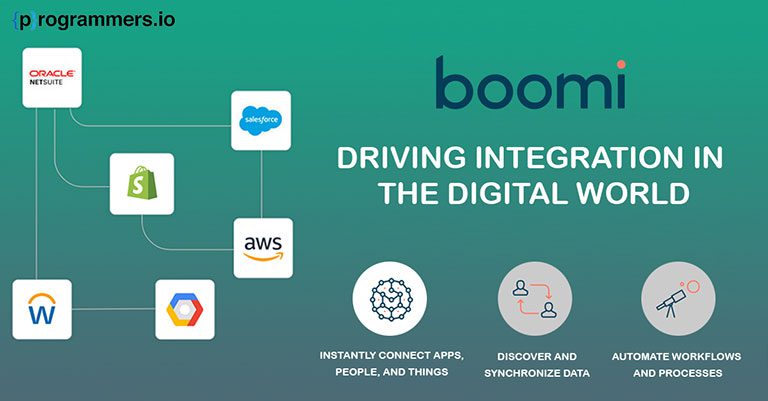 {p}rogrammers.io
ORACLE
NETSUITE
salesforce
aws
boomi
DRIVING INTEGRATION IN
THE DIGITAL WORLD
INSTANTLY CONNECT APPS,
PEOPLE, AND THINGS
DISCOVER AND
SYNCHRONIZE DATA
AUTOMATE WORKFLOWS
AND PROCESSES